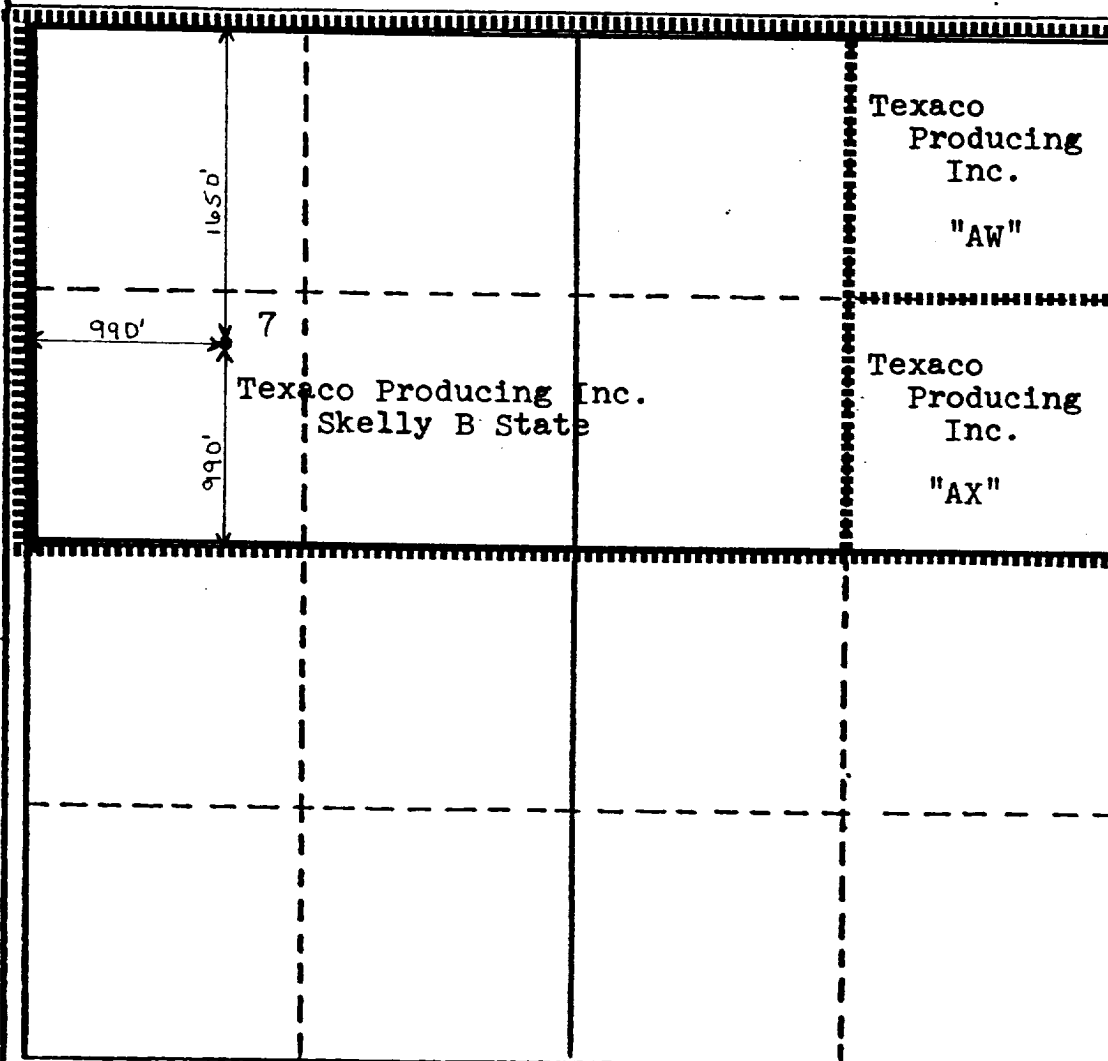 Texaco
Producing
Inc.
"AW"
1650'
990'
7
Texaco Producing Inc.
Skelly B State
990'
Texaco
Producing
Inc.
"AX"